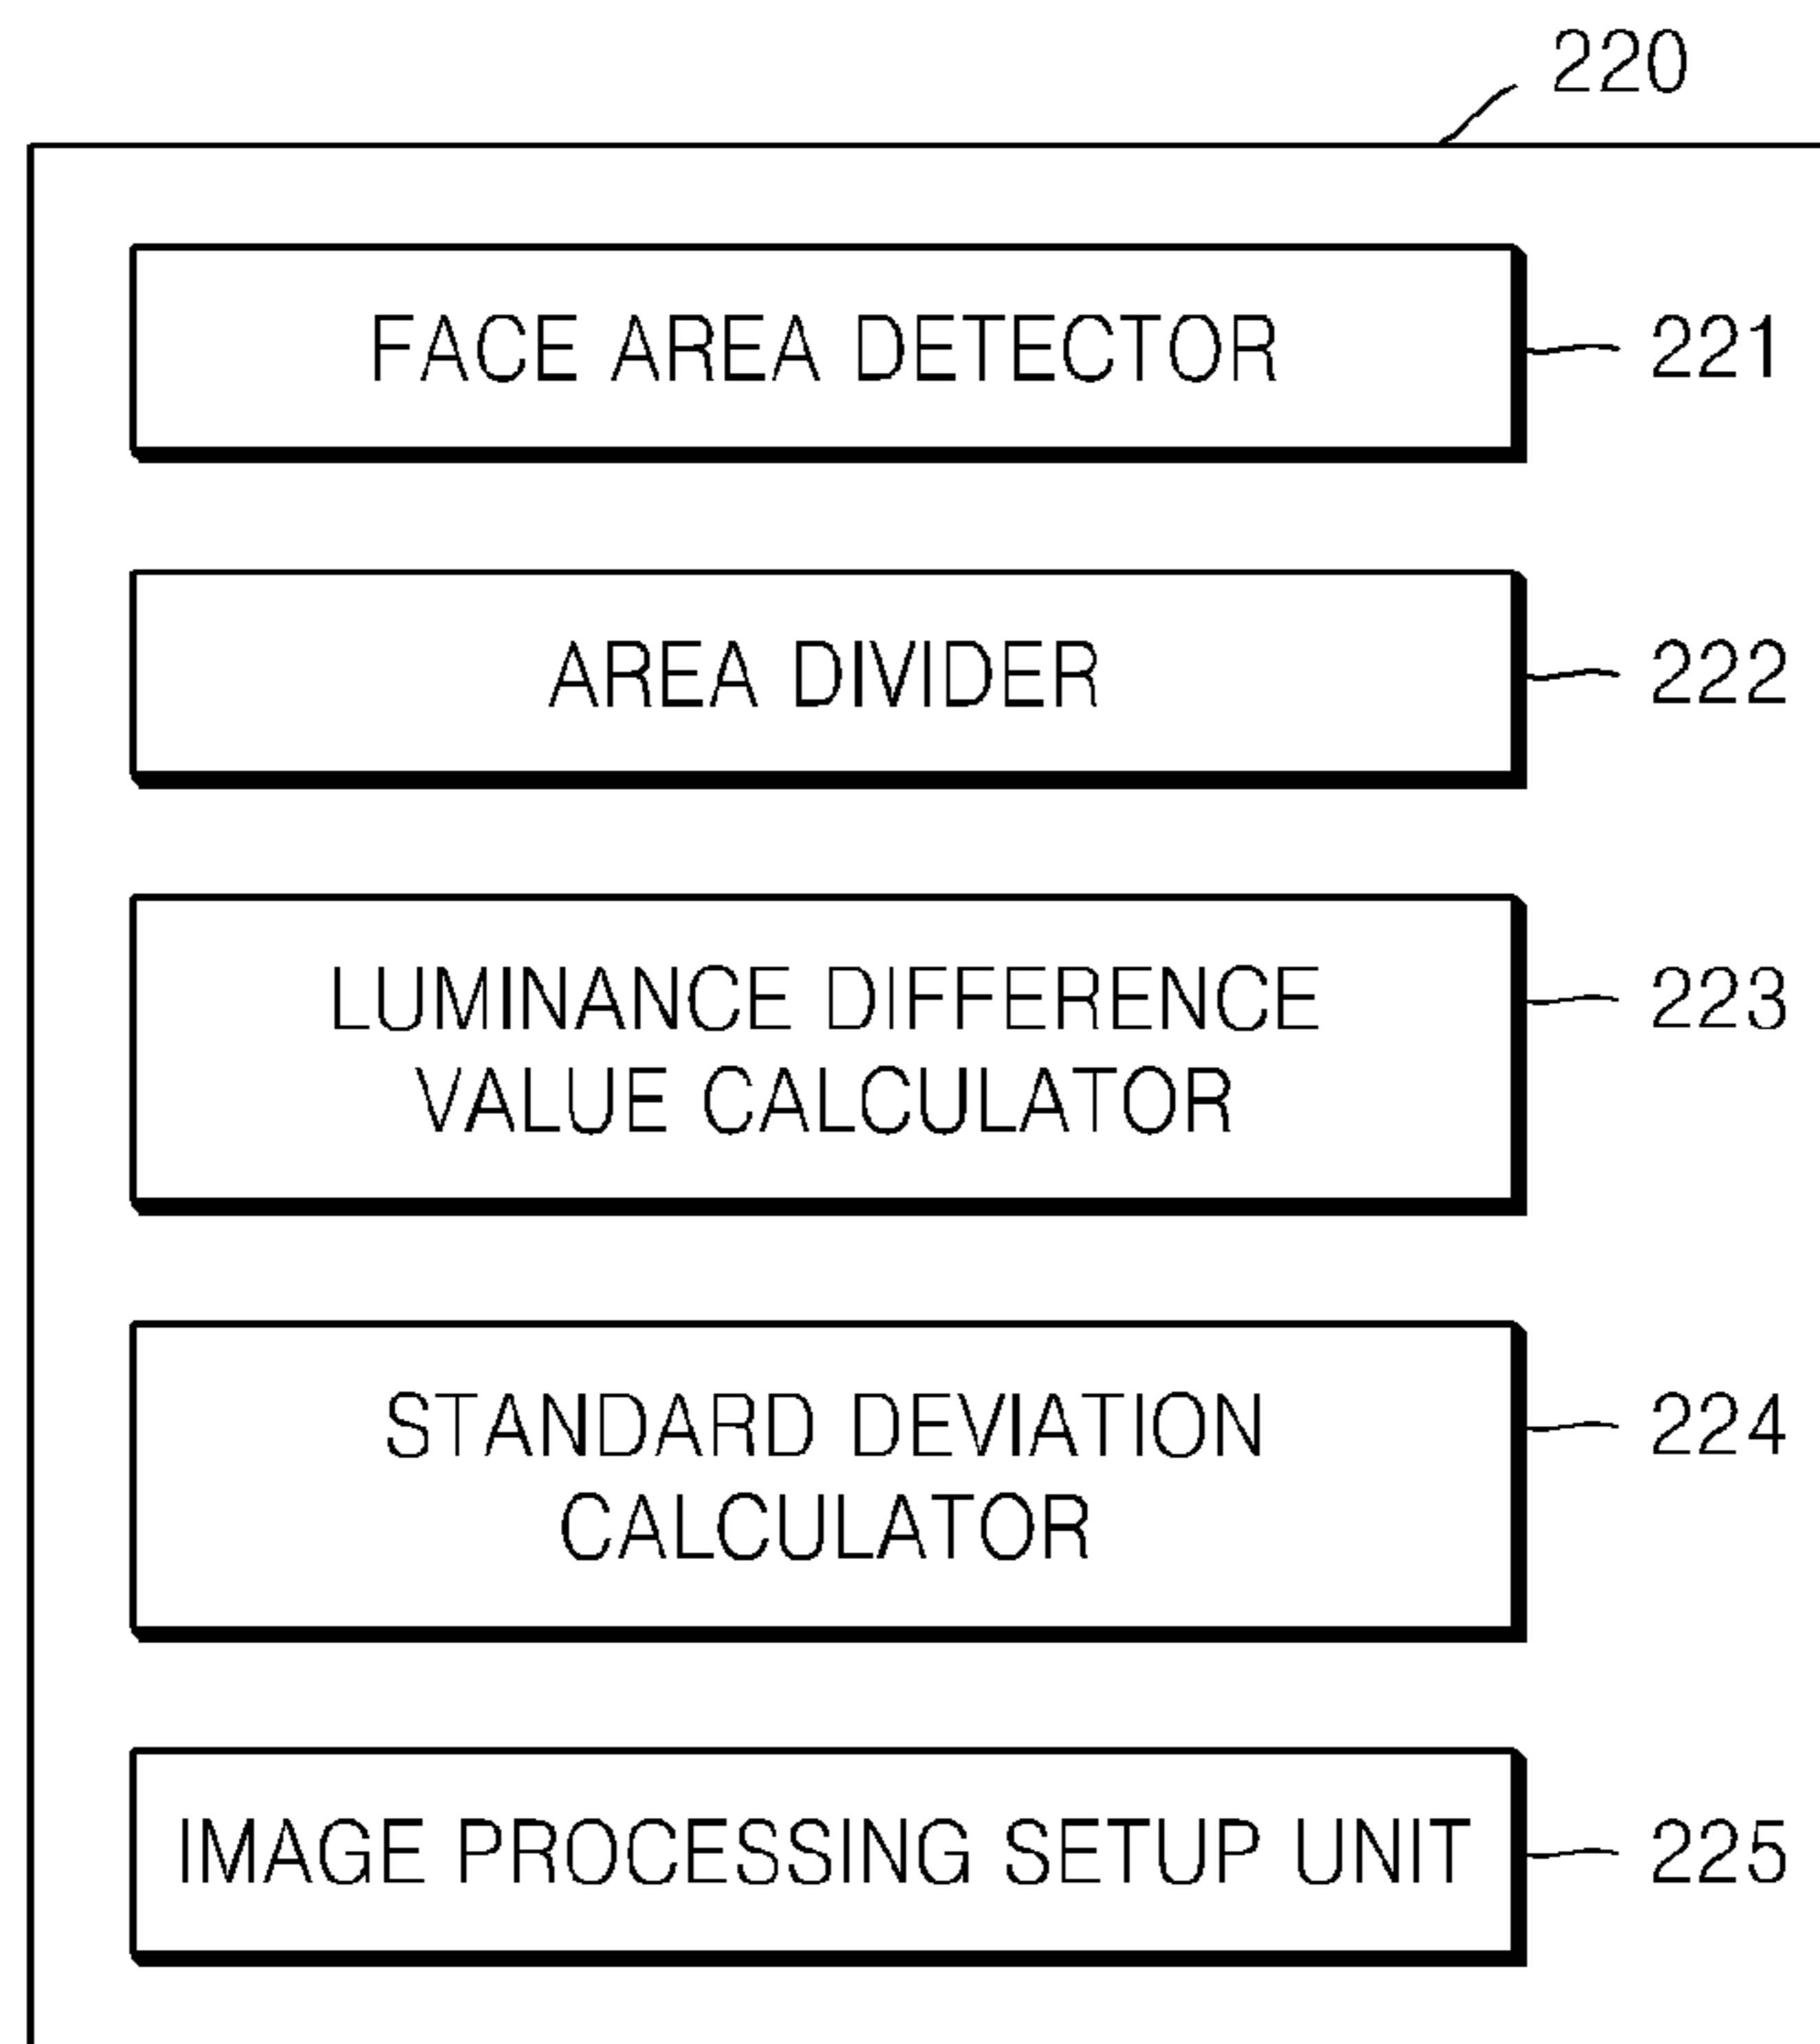 220
FACE AREA DETECTOR 221
AREA DIVIDER 222
LUMINANCE DIFFERENCE 223
VALUE CALCULATOR
STANDARD DEVIATION 224
CALCULATOR
IMAGE PROCESSING SETUP UNIT 225